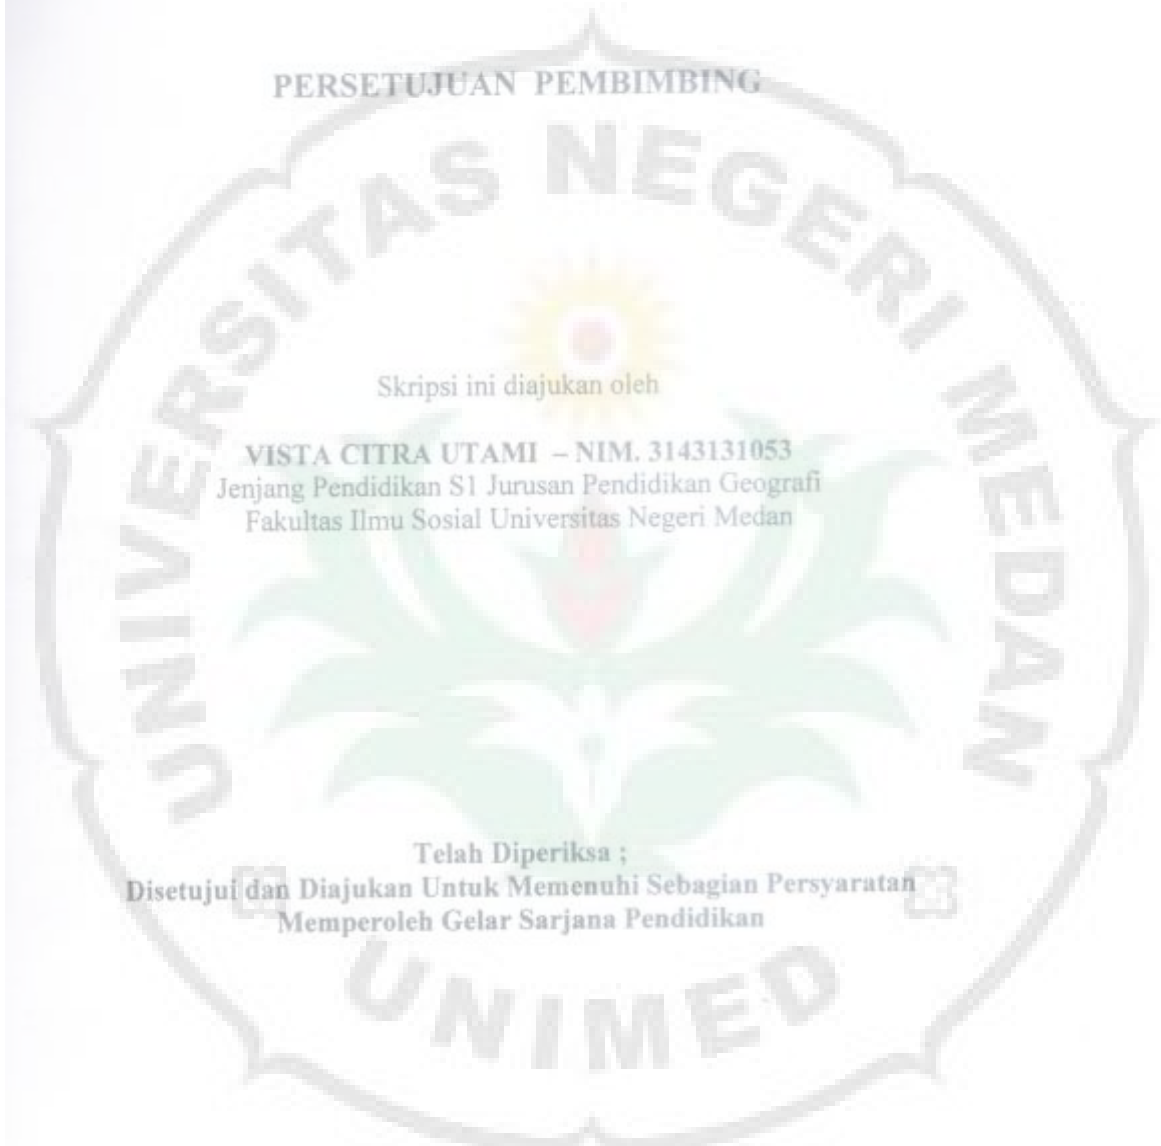 PERSETUJUAN PEMBIMBING
UNIVERSITAS NEGERI MEDAN
Skripsi ini diajukan oleh
VISTA CITRA UTAMI – NIM. 3143131053
Jenjang Pendidikan S1 Jurusan Pendidikan Geografi
Fakultas Ilmu Sosial Universitas Negeri Medan
Telah Diperiksa ;
Disetujui dan Diajukan Untuk Memenuhi Sebagian Persyaratan
Memperoleh Gelar Sarjana Pendidikan
UNIMED